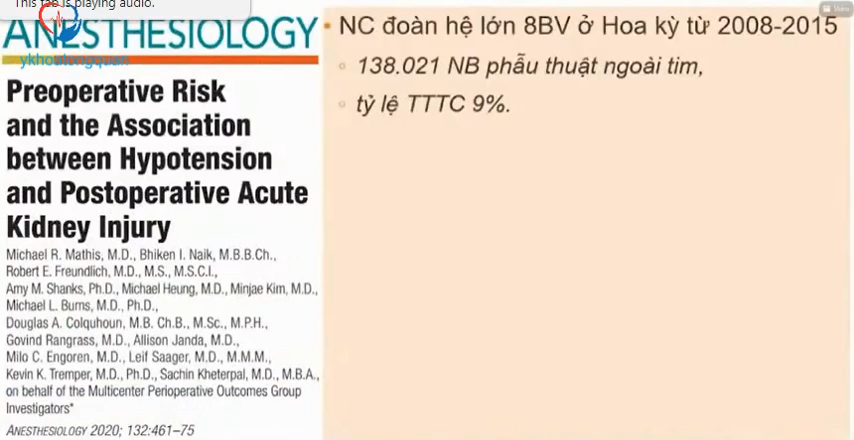 This tab is playing audio.
ANESTHESIOLOGY
ykhoaluongquan
Preoperative Risk
and the Association
between Hypotension
and Postoperative Acute
Kidney Injury
Michael R. Mathis, M.D., Bhiken I. Naik, M.B.B.Ch.,
Robert E. Freundlich, M.D., M.S., M.S.C.I.,
Amy M. Shanks, Ph.D., Michael Heung, M.D., Minjae Kim, M.D.,
Michael L. Burns, M.D., Ph.D.,
Douglas A. Colquhoun, M.B. Ch.B., M.Sc., M.P.H.,
Govind Rangrass, M.D., Allison Janda, M.D.,
Milo C. Engoren, M.D., Leif Saager, M.D., M.M.M.,
Kevin K. Tremper, M.D., Ph.D., Sachin Kheterpal, M.D., M.B.A.,
on behalf of the Multicenter Perioperative Outcomes Group
Investigators*
ANESTHESIOLOGY 2020; 132:461–75
• NC đoàn hệ lớn 8BV ở Hoa kỳ từ 2008-2015
138.021 NB phẫu thuật ngoài tim,
tỷ lệ TTTC 9%.